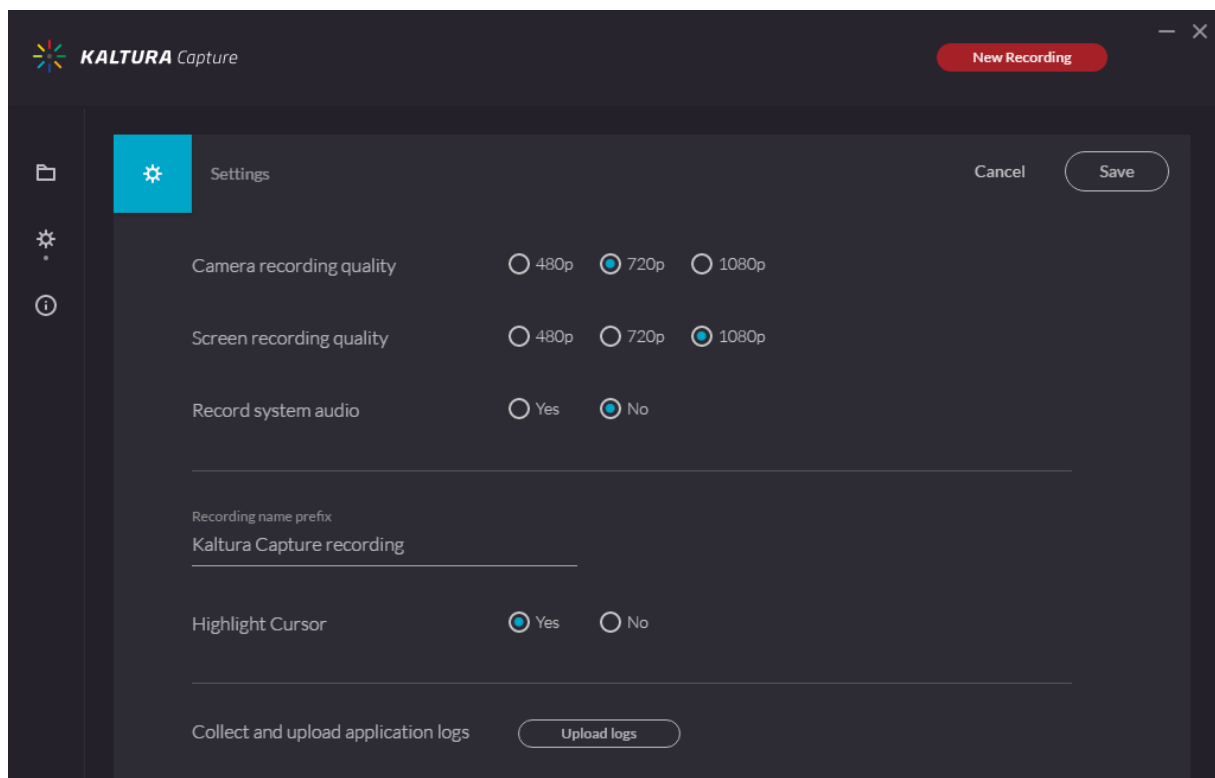 KALTURA Capture
New Recording
Settings
Cancel
Save
Camera recording quality
480p 720p 1080p
Screen recording quality
480p 720p 1080p
Record system audio
Yes No
Recording name prefix
Kaltura Capture recording
Highlight Cursor
Yes No
Collect and upload application logs
Upload logs